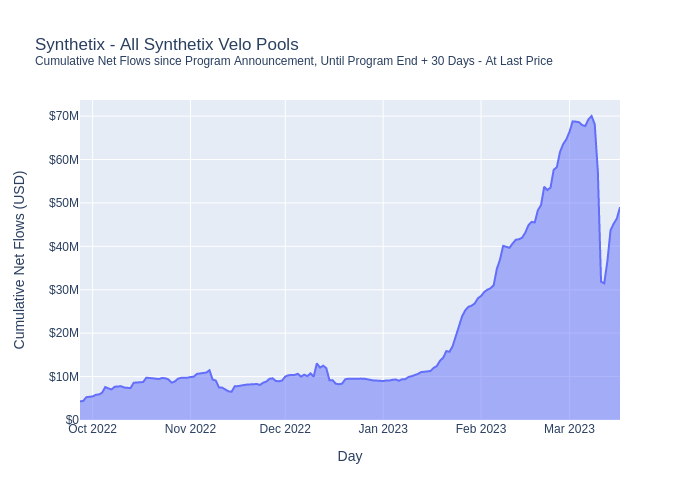 Synthetix - All Synthetix Velo Pools
Cumulative Net Flows since Program Announcement, Until Program End + 30 Days - At Last Price
Cumulative Net Flows (USD)
$70M
$60M
$50M
$40M
$30M
$20M
$10M
$0
Oct 2022
Nov 2022
Dec 2022
Jan 2023
Feb 2023
Mar 2023
Day